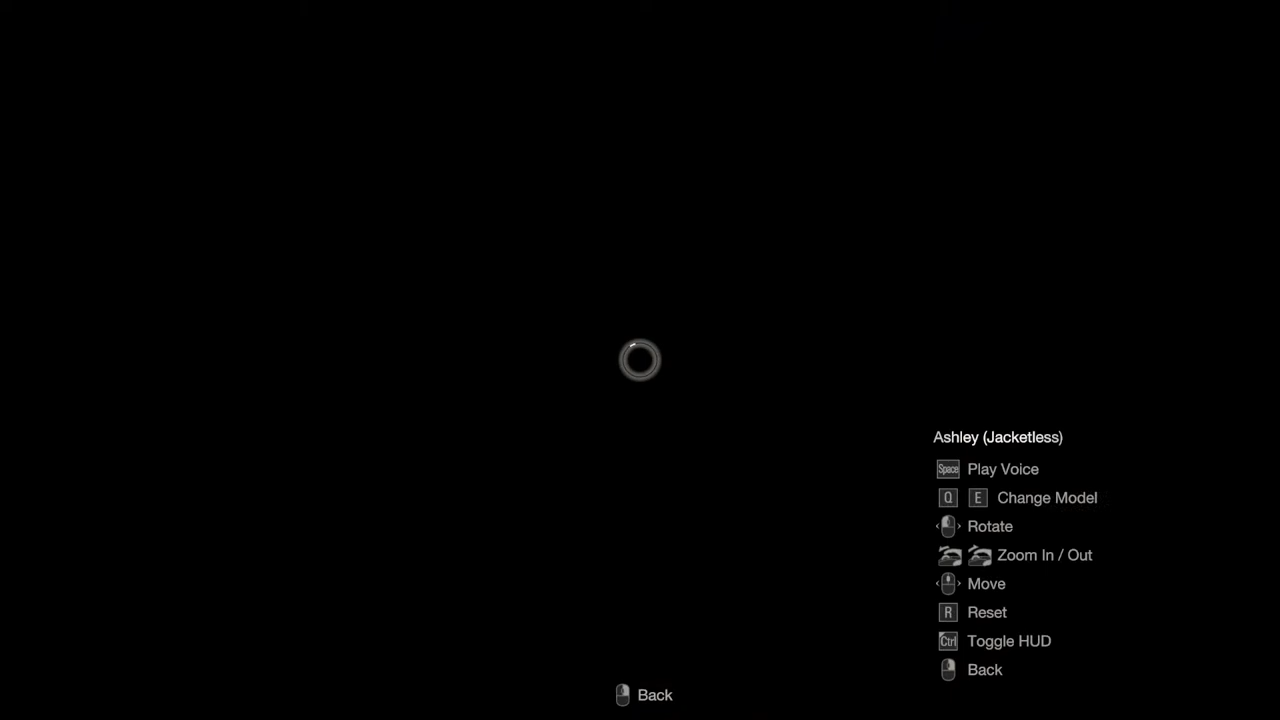 Ashley (Jacketless)
Space Play Voice
Q E Change Model
Rotate
Zoom In / Out
Move
R Reset
Ctrl Toggle HUD
Back
Back